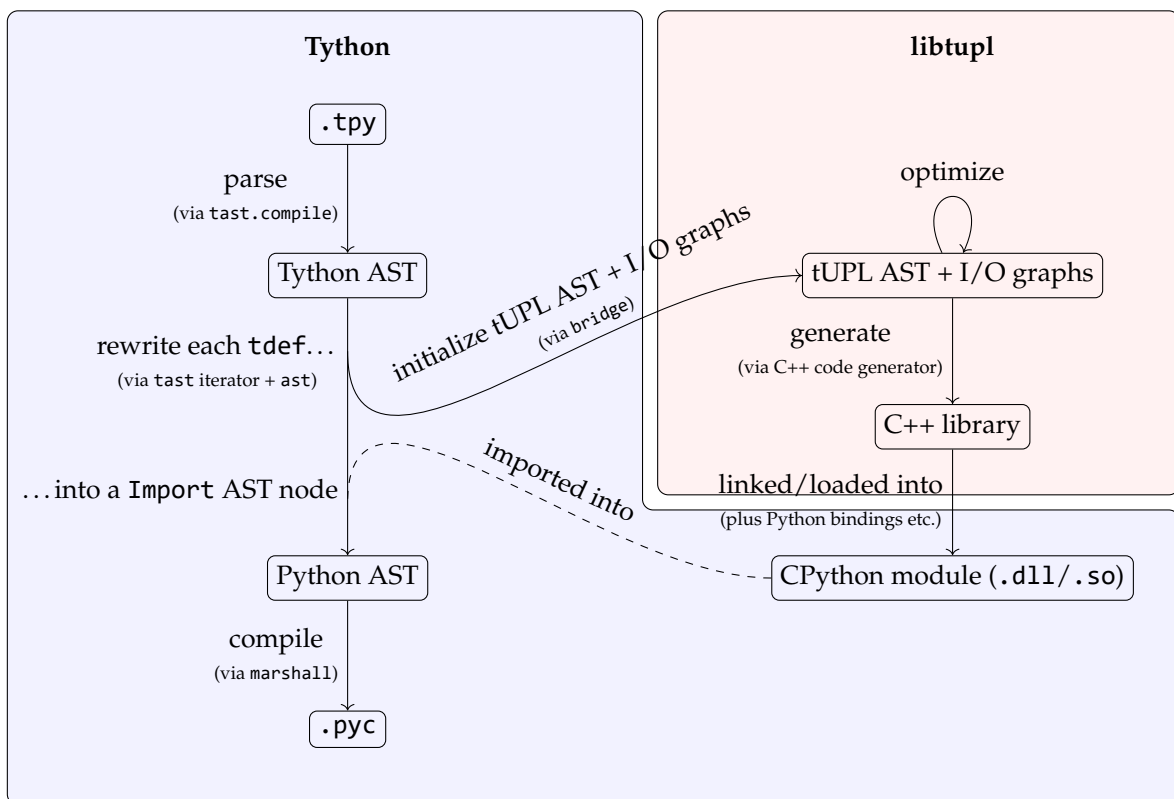 Tython
libtupl
.tpy
parse
(via tast.compile)
Tython AST
rewrite each tdef…
(via tast iterator + ast)
initialize tUPL AST + I/O graphs
(via bridge)
optimize
tUPL AST + I/O graphs
generate
(via C++ code generator)
C++ library
linked/loaded into
(plus Python bindings etc.)
CPython module (.dll/.so)
imported into
…into a Import AST node
Python AST
compile
(via marshall)
.pyc